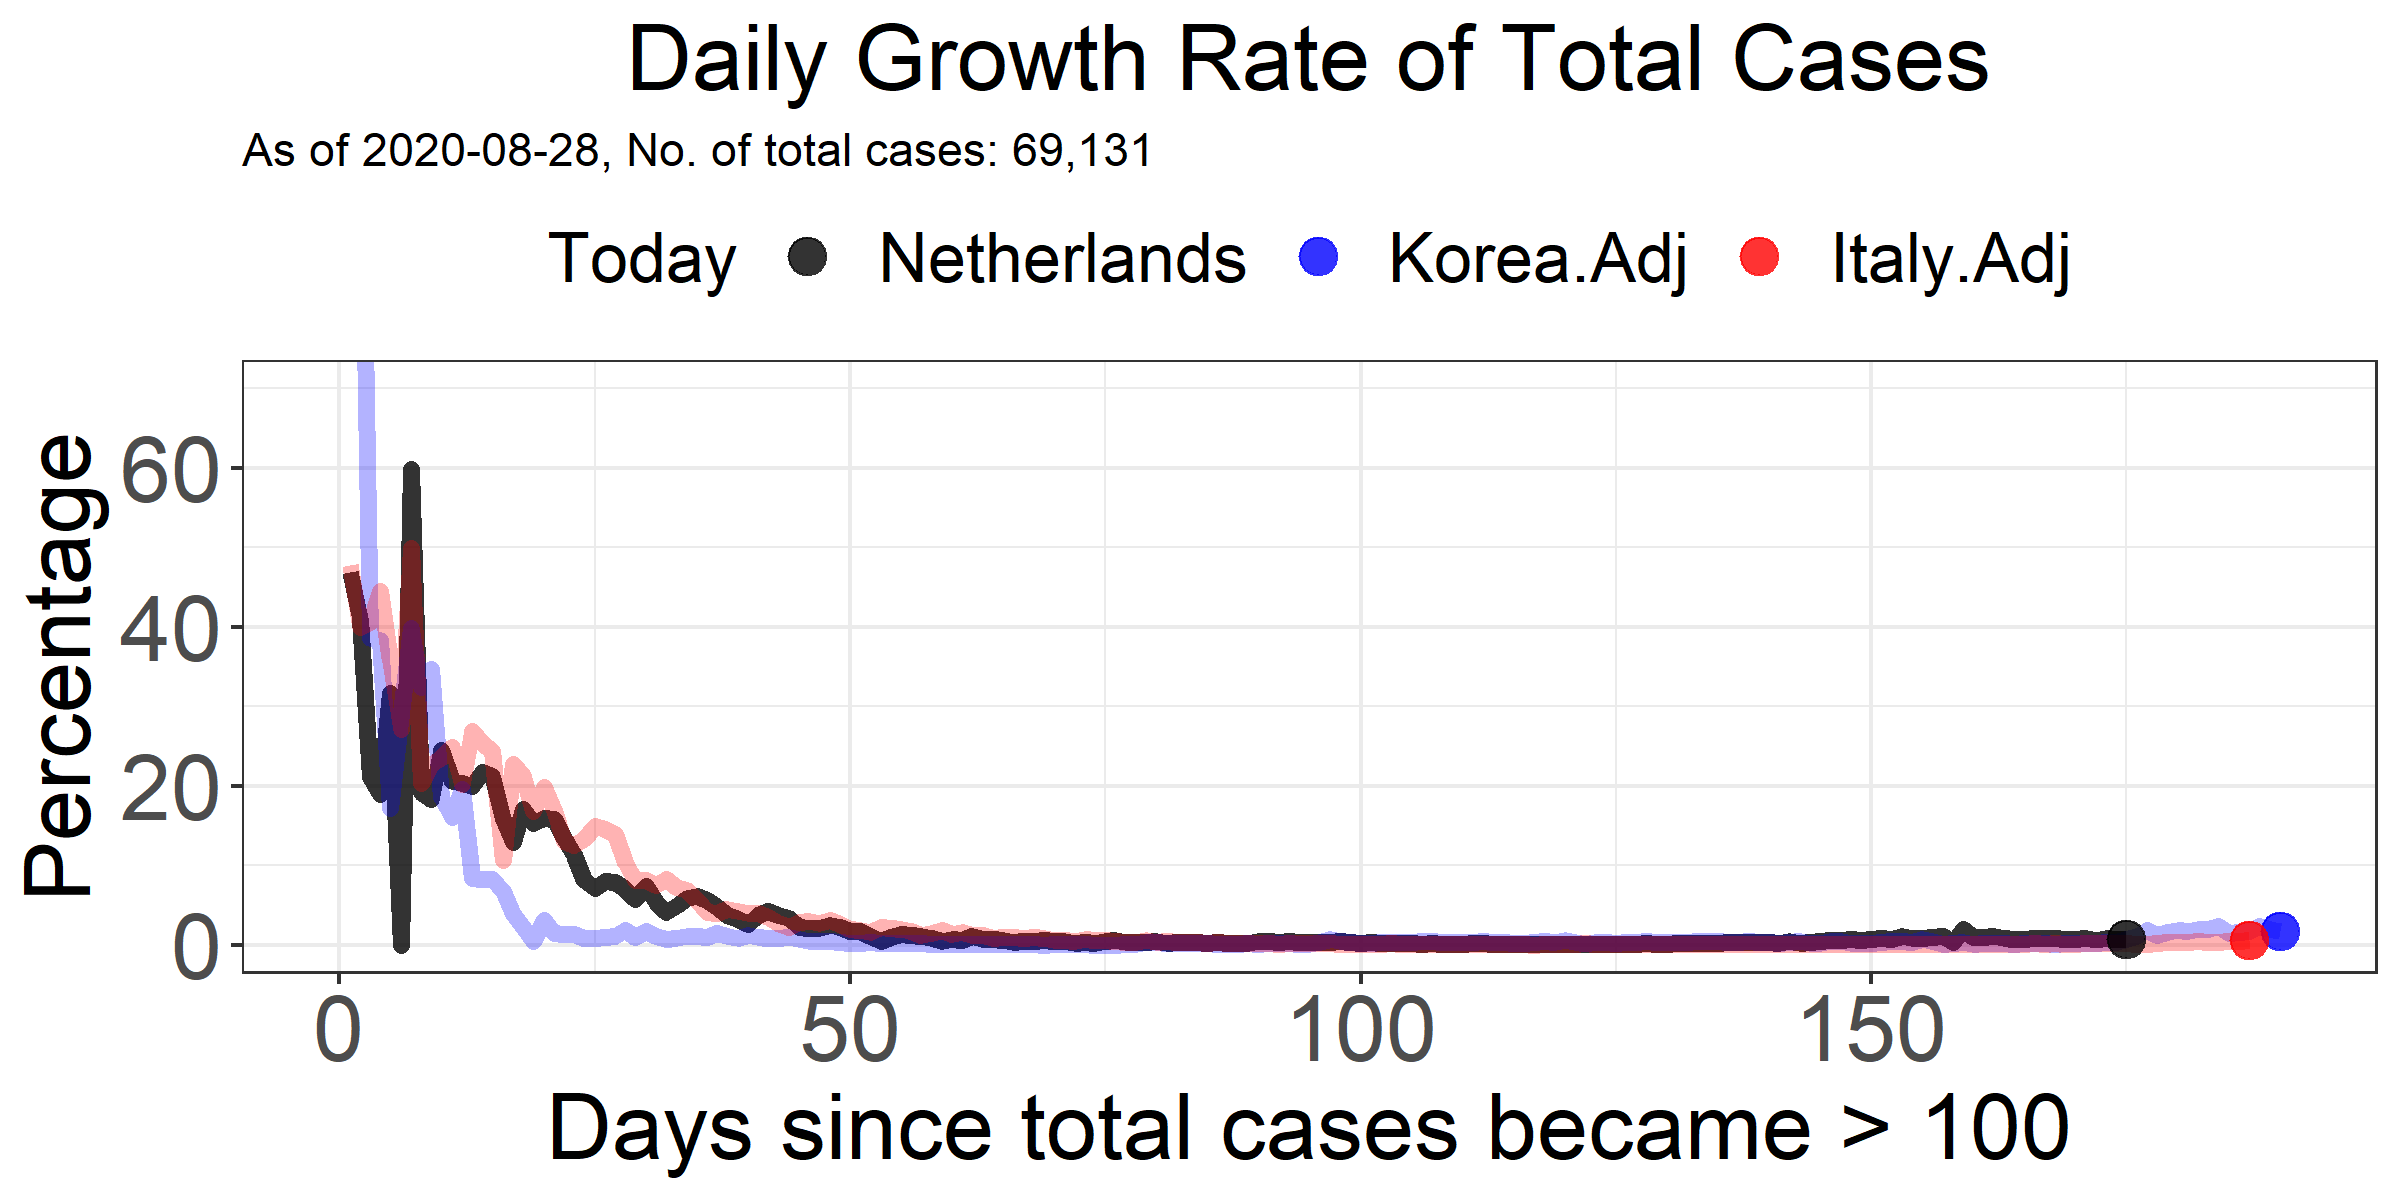 Daily Growth Rate of Total Cases
As of 2020-08-28, No. of total cases: 69,131
Today Netherlands Korea.Adj Italy.Adj
Percentage
60
40
20
0
0 50 100 150
Days since total cases became > 100